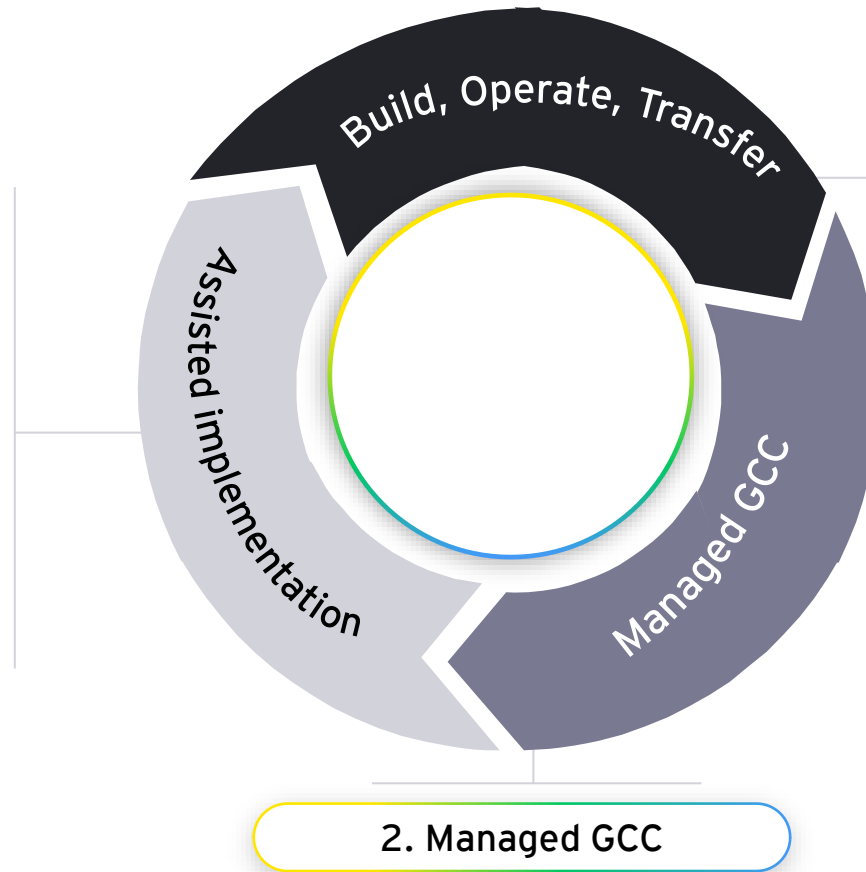 Build, Operate, Transfer
Assisted implementation
Managed GCC
2. Managed GCC